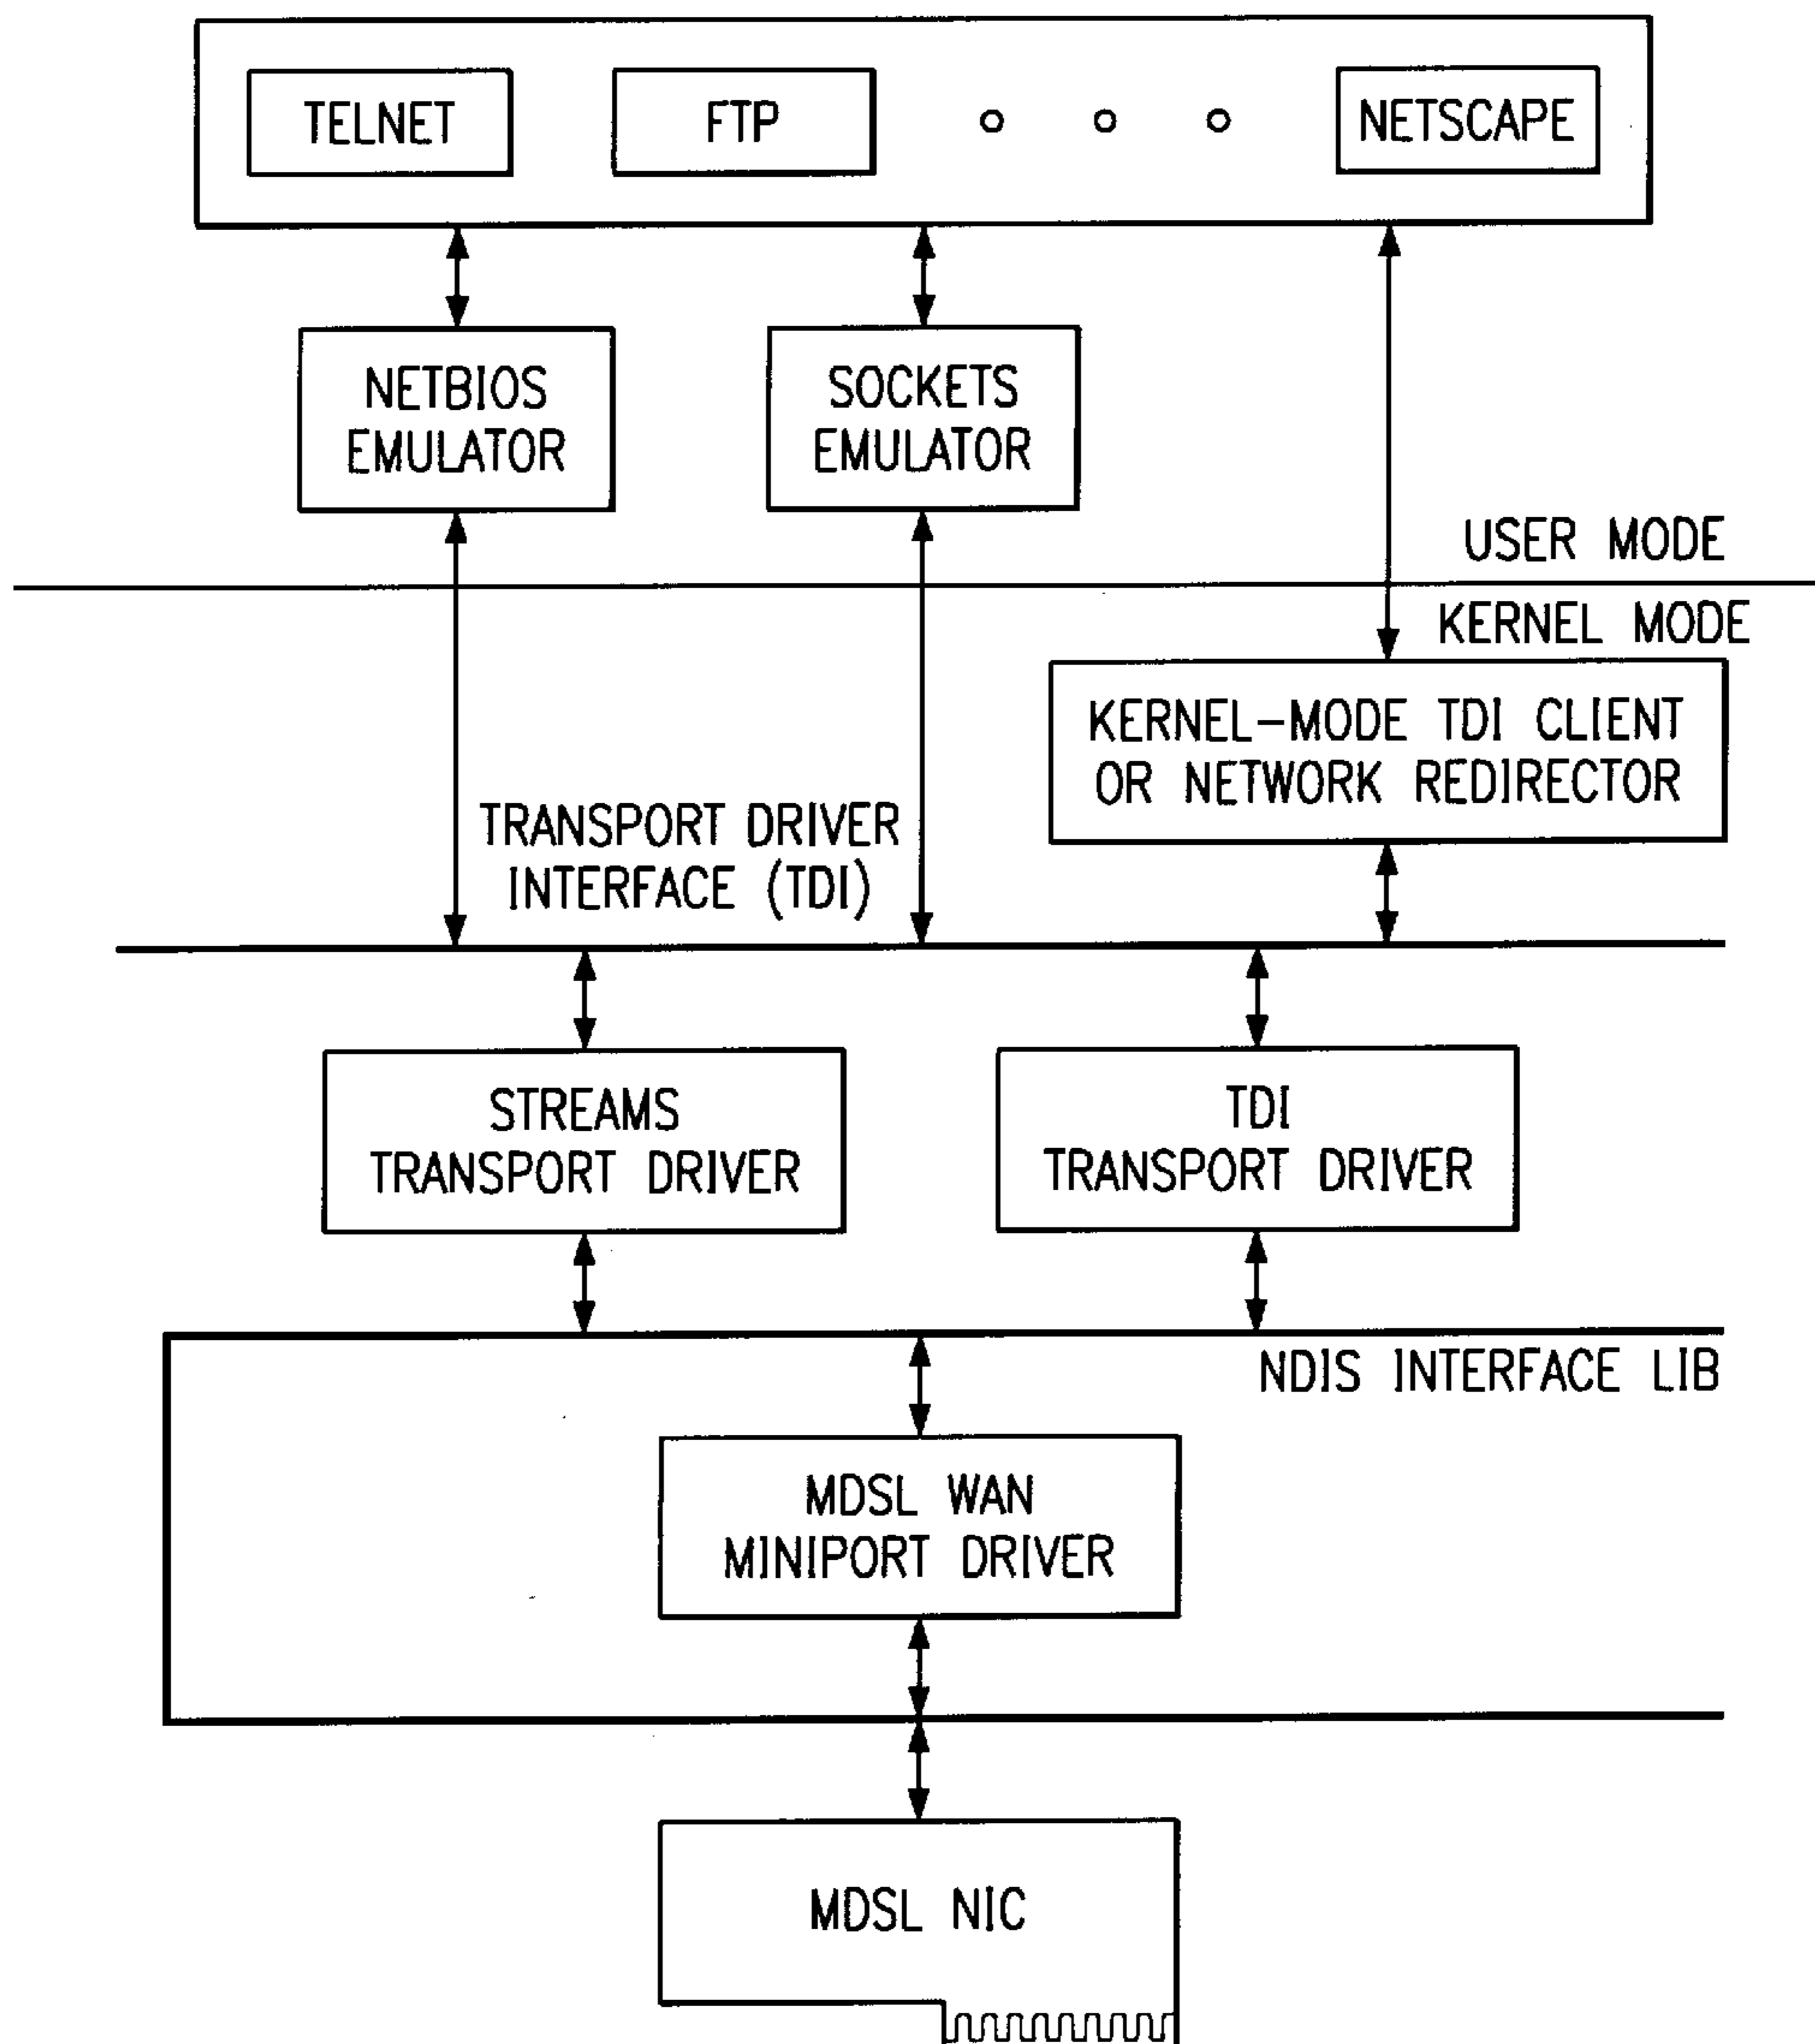 TELNET
FTP
NETSCAPE
NETBIOS
EMULATOR
SOCKETS
EMULATOR
USER MODE
KERNEL MODE
KERNEL-MODE TDI CLIENT
OR NETWORK REDIRECTOR
TRANSPORT DRIVER
INTERFACE (TDI)
STREAMS
TRANSPORT DRIVER
TDI
TRANSPORT DRIVER
NDIS INTERFACE LIB
MDSL WAN
MINIPORT DRIVER
MDSL NIC